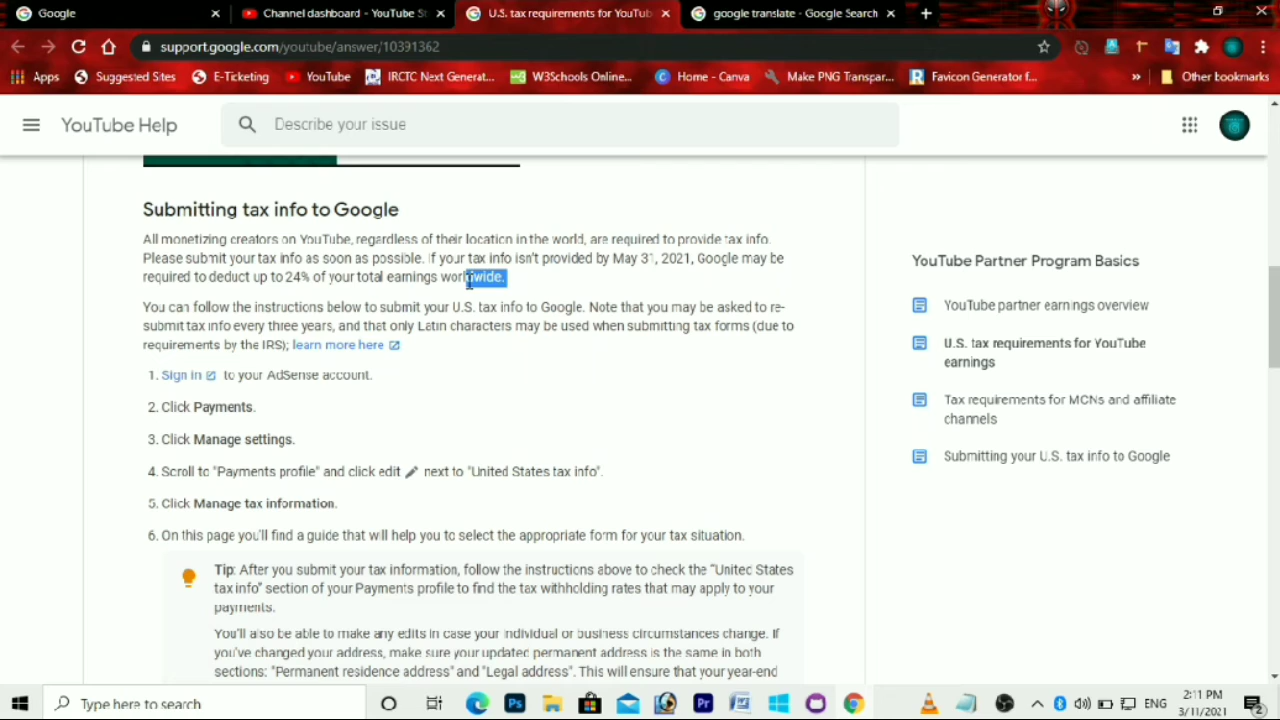 Google
Channel dashboard - YouTube St
U.S. tax requirements for YouTub
google translate - Google Search
support.google.com/youtube/answer/10391362
Apps
Suggested Sites
E-Ticketing
YouTube
IRCTC Next Generat...
W3Schools Online...
Home - Canva
Make PNG Transpar...
Favicon Generator f...
»
Other bookmarks
YouTube Help
Describe your issue
Submitting tax info to Google
All monetizing creators on YouTube, regardless of their location in the world, are required to provide tax info.
Please submit your tax info as soon as possible. If your tax info isn't provided by May 31, 2021, Google may be
required to deduct up to 24% of your total earnings worldwide.
You can follow the instructions below to submit your U.S. tax info to Google. Note that you may be asked to re-
submit tax info every three years, and that only Latin characters may be used when submitting tax forms (due to
requirements by the IRS); learn more here
1. Sign in to your AdSense account.
2. Click Payments.
3. Click Manage settings.
4. Scroll to "Payments profile" and click edit next to "United States tax info".
5. Click Manage tax information.
6. On this page you'll find a guide that will help you to select the appropriate form for your tax situation.
Tip: After you submit your tax information, follow the instructions above to check the "United States
tax info" section of your Payments profile to find the tax withholding rates that may apply to your
payments.
You'll also be able to make any edits in case your individual or business circumstances change. If
you've changed your address, make sure your updated permanent address is the same in both
sections: "Permanent residence address" and "Legal address". This will ensure that your year-end
YouTube Partner Program Basics
YouTube partner earnings overview
U.S. tax requirements for YouTube
earnings
Tax requirements for MCNs and affiliate
channels
Submitting your U.S. tax info to Google
Type here to search
ENG
2:11 PM
3/11/2021
2